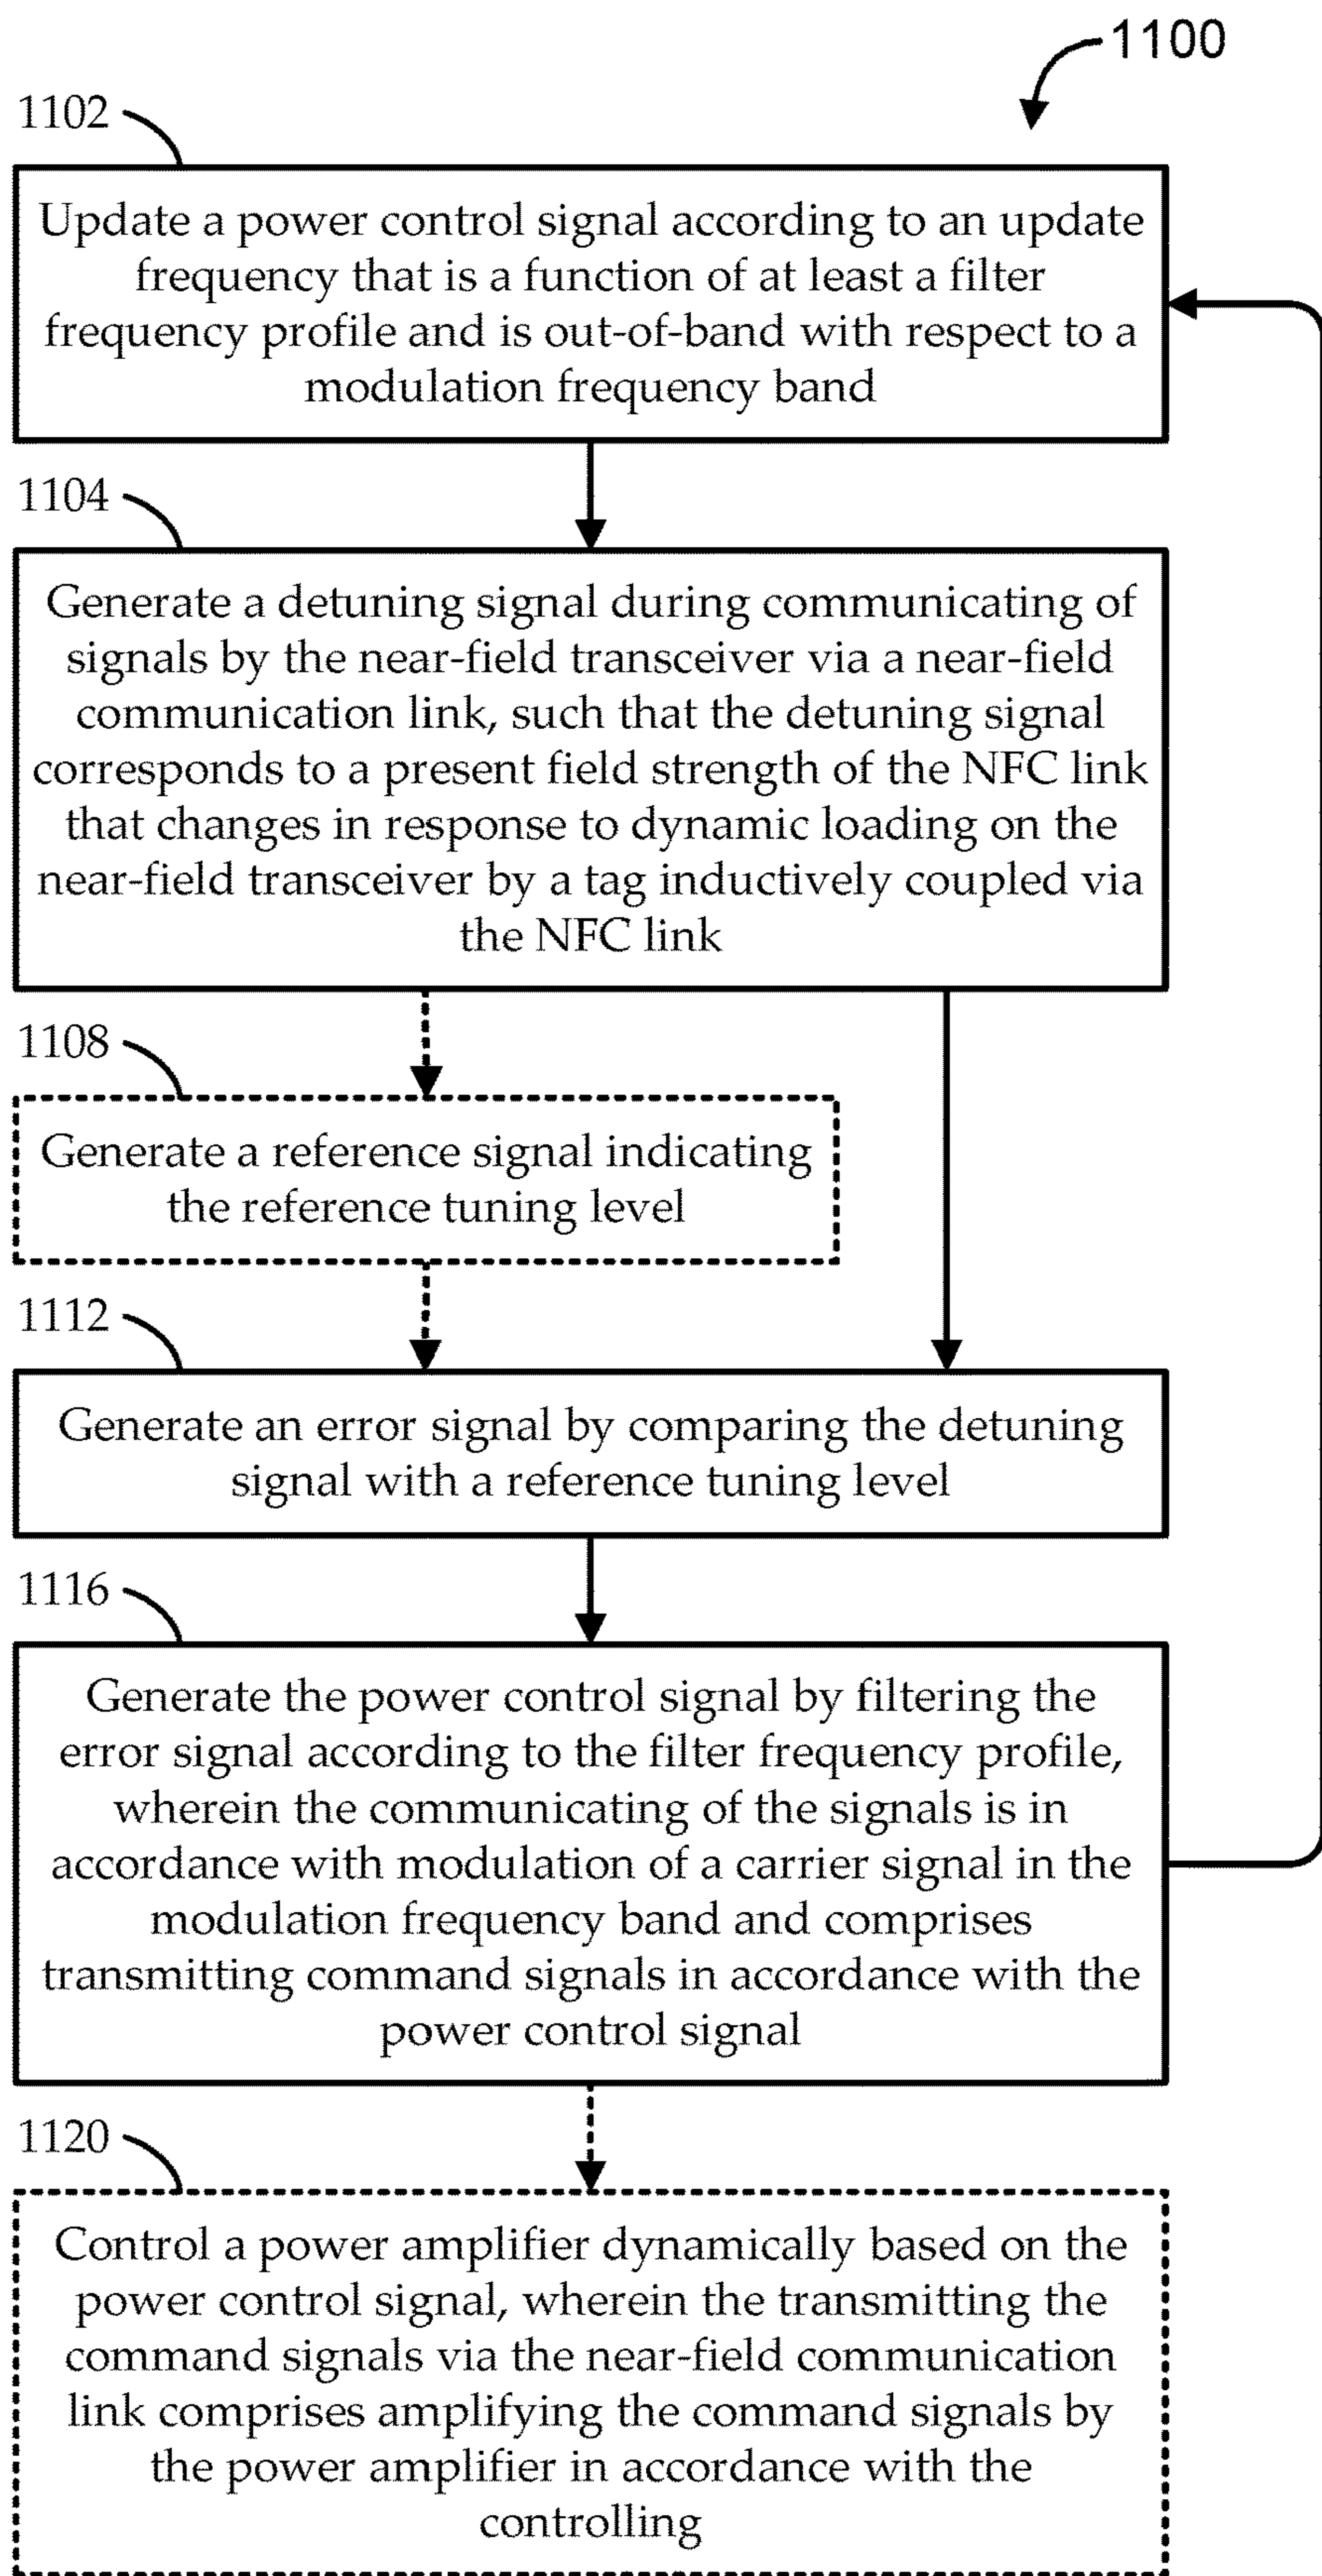 1100
1102
Update a power control signal according to an update
frequency that is a function of at least a filter
frequency profile and is out-of-band with respect to a
modulation frequency band
1104
Generate a detuning signal during communicating of
signals by the near-field transceiver via a near-field
communication link, such that the detuning signal
corresponds to a present field strength of the NFC link
that changes in response to dynamic loading on the
near-field transceiver by a tag inductively coupled via
the NFC link
1108
Generate a reference signal indicating
the reference tuning level
1112
Generate an error signal by comparing the detuning
signal with a reference tuning level
1116
Generate the power control signal by filtering the
error signal according to the filter frequency profile,
wherein the communicating of the signals is in
accordance with modulation of a carrier signal in the
modulation frequency band and comprises
transmitting command signals in accordance with the
power control signal
1120
Control a power amplifier dynamically based on the
power control signal, wherein the transmitting the
command signals via the near-field communication
link comprises amplifying the command signals by
the power amplifier in accordance with the
controlling